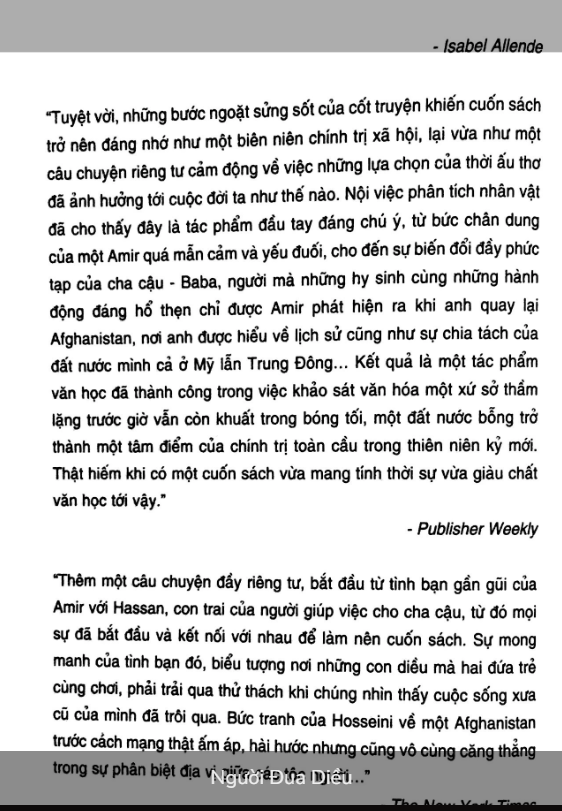 - Isabel Allende
“Tuyệt vời, những bước ngoặt sửng sốt của cốt truyện khiến cuốn sách
trở nên đáng nhớ như một biên niên chính trị xã hội, lại vừa như một
câu chuyện riêng tư cảm động về việc những lựa chọn của thời ấu thơ
đã ảnh hưởng tới cuộc đời ta như thế nào. Nội việc phân tích nhân vật
đã cho thấy đây là tác phẩm đầu tay đáng chú ý, từ bức chân dung
của một Amir quá mẫn cảm và yếu đuối, cho đến sự biến đổi đầy phức
tạp của cha cậu - Baba, người mà những hy sinh cùng những hành
động đáng hổ thẹn chỉ được Amir phát hiện ra khi anh quay lại
Afghanistan, nơi anh được hiểu về lịch sử cũng như sự chia tách của
đất nước mình cả ở Mỹ lẫn Trung Đông... Kết quả là một tác phẩm
văn học đã thành công trong việc khảo sát văn hóa một xứ sở thầm
lặng trước giờ vẫn còn khuất trong bóng tối, một đất nước bỗng trở
thành một tâm điểm của chính trị toàn cầu trong thiên niên kỷ mới.
Thật hiếm khi có một cuốn sách vừa mang tính thời sự vừa giàu chất
văn học tới vậy.”
- Publisher Weekly
“Thêm một câu chuyện đầy riêng tư, bắt đầu từ tình bạn gần gũi của
Amir với Hassan, con trai của người giúp việc cho cha cậu, từ đó mọi
sự đã bắt đầu và kết nối với nhau để làm nên cuốn sách. Sự mong
manh của tình bạn đó, biểu tượng nơi những con diều mà hai đứa trẻ
cùng chơi, phải trải qua thử thách khi chúng nhìn thấy cuộc sống xưa
cũ của mình đã trôi qua. Bức tranh của Hosseini về một Afghanistan
trước cách mạng thật ấm áp, hài hước nhưng cũng vô cùng căng thẳng
trong sự phân biệt địa vị giữa
Người Đua Diều
- The New York Times